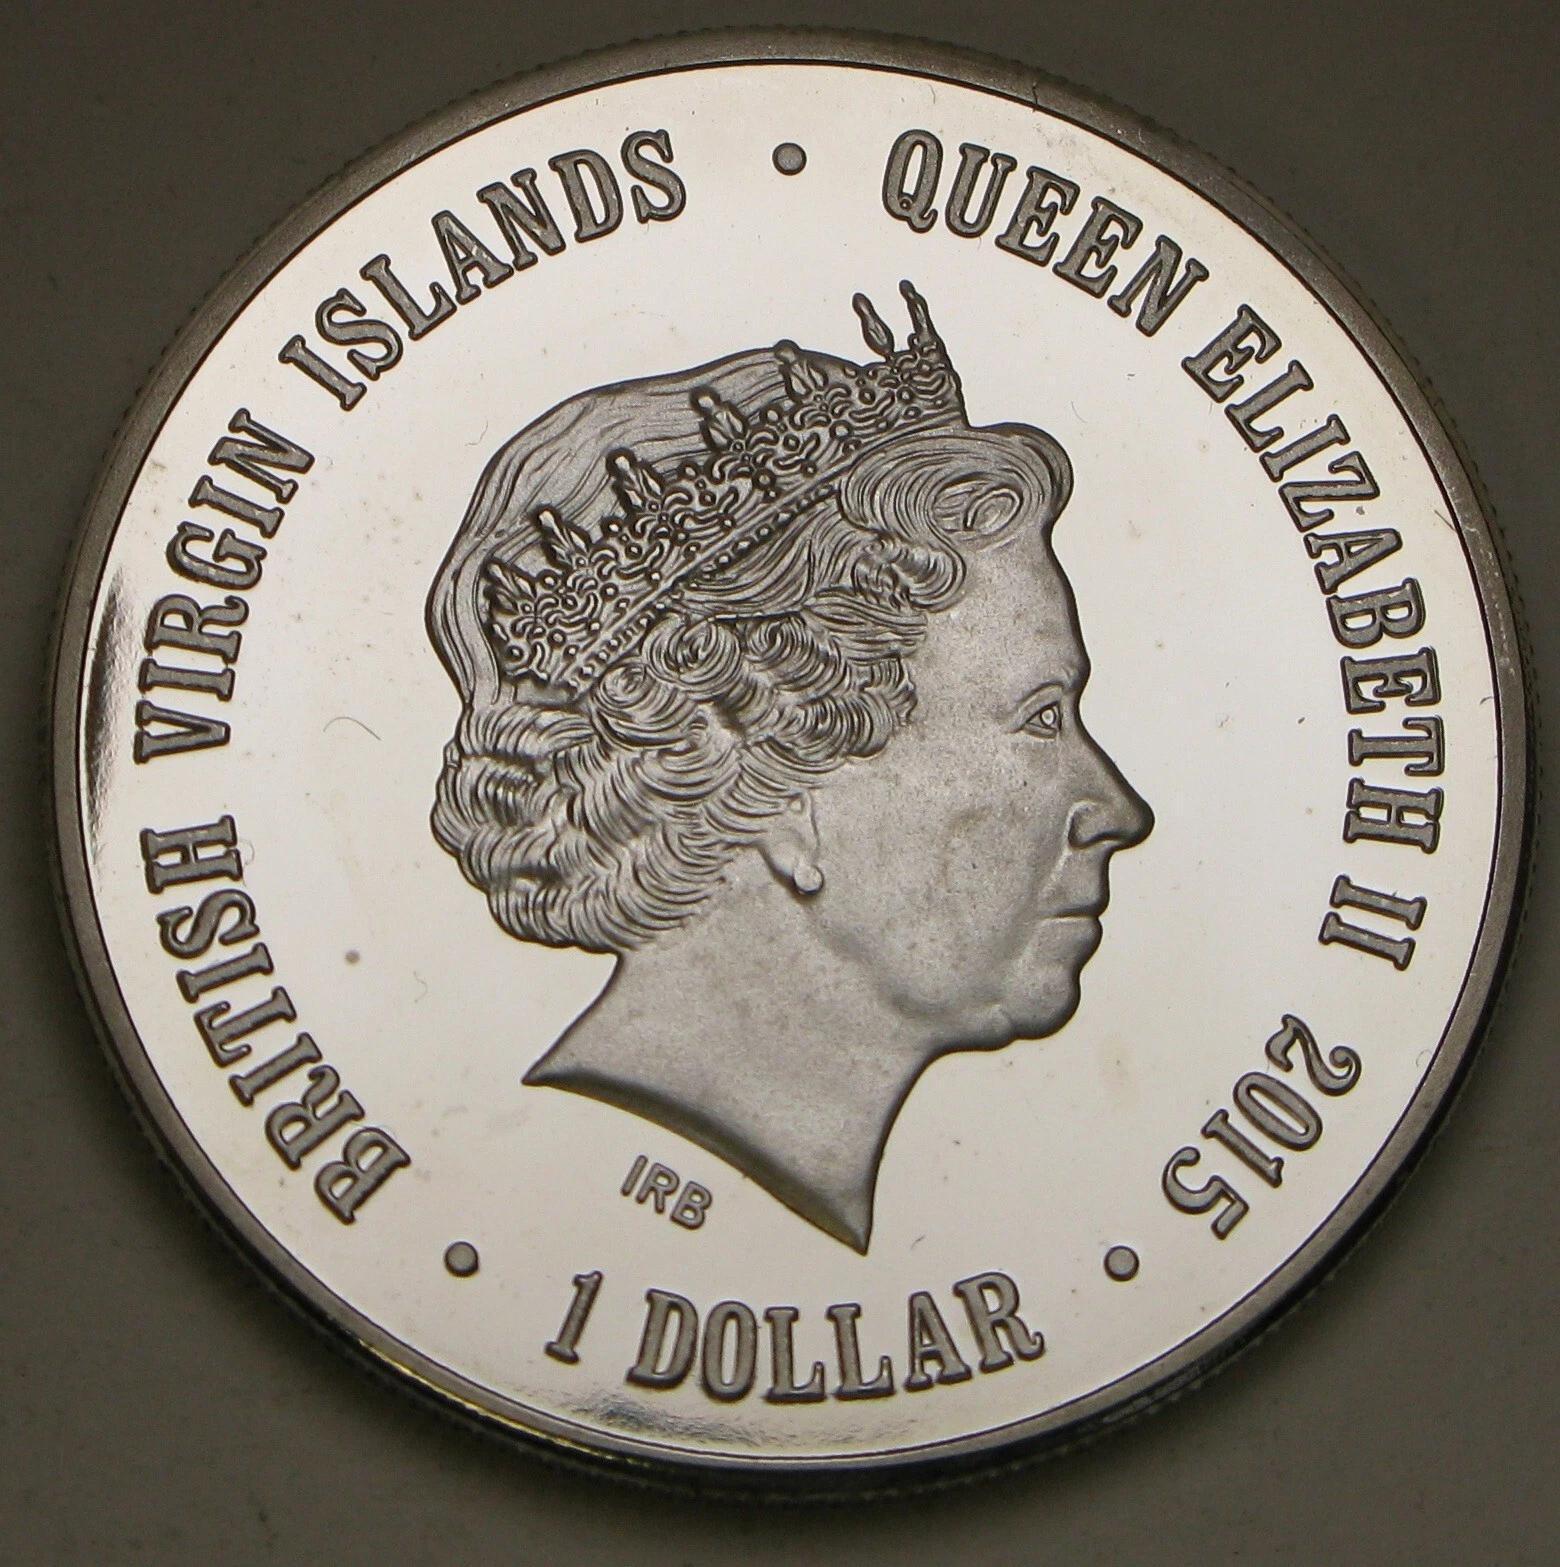 BRITISH VIRGIN ISLANDS • QUEEN ELIZABETH II 2015 •
1 DOLLAR •
IRB